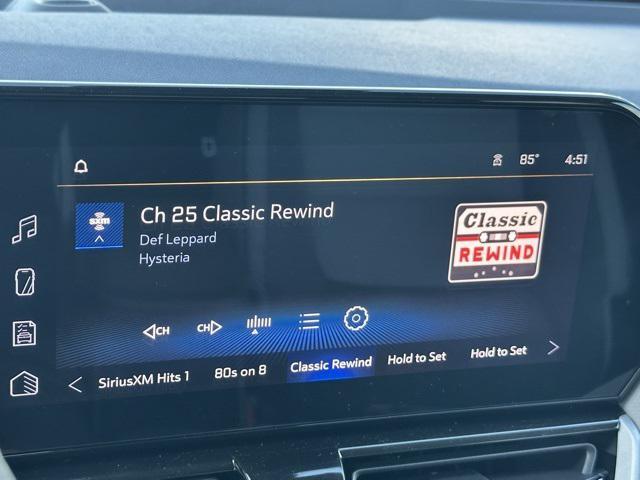 85° 4:51
sxm
Ch 25 Classic Rewind
Def Leppard
Hysteria
Classic
REWIND
CH CH
SiriusXM Hits 1 80s on 8 Classic Rewind Hold to Set Hold to Set